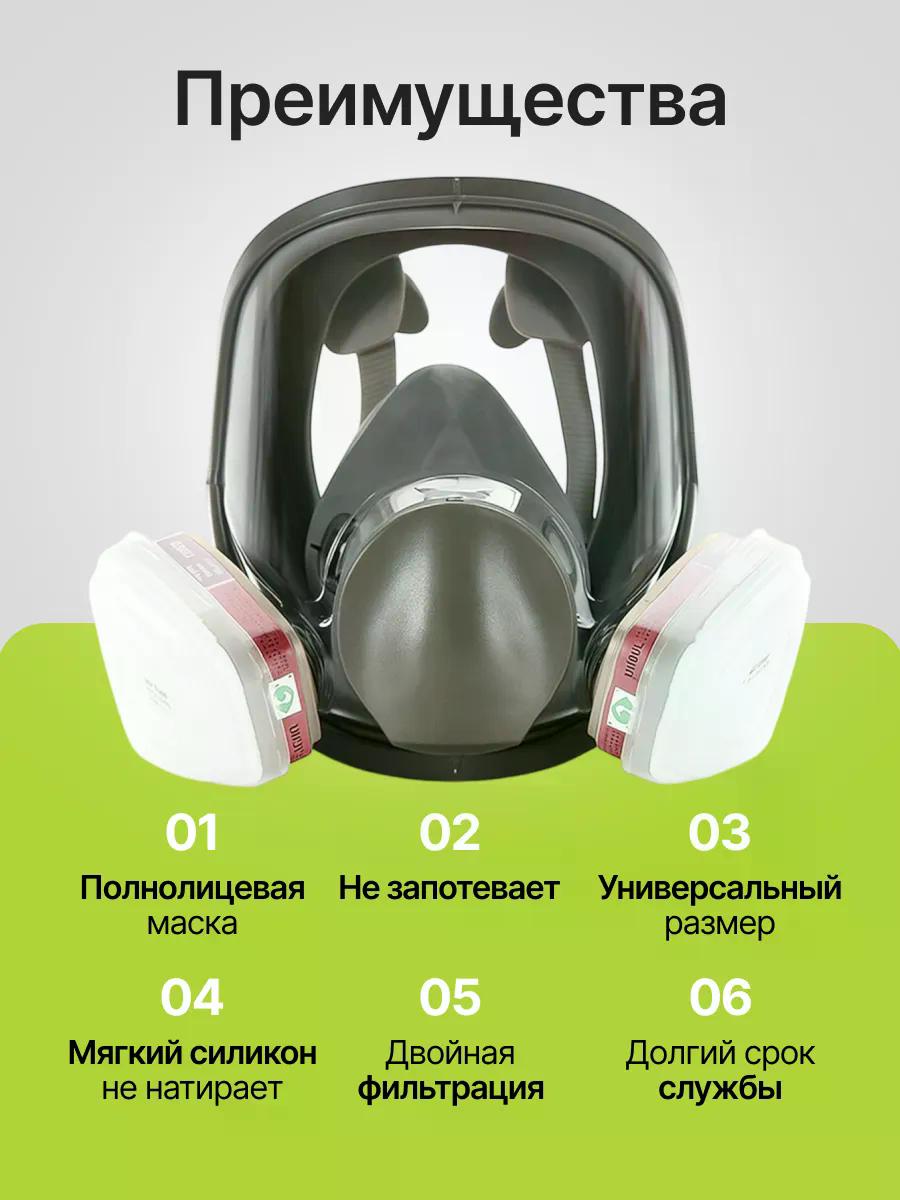 Преимущества
01
Полнолицевая
маска
02
Не запотевает
03
Универсальный
размер
04
Мягкий силикон
не натирает
05
Двойная
фильтрация
06
Долгий срок
службы